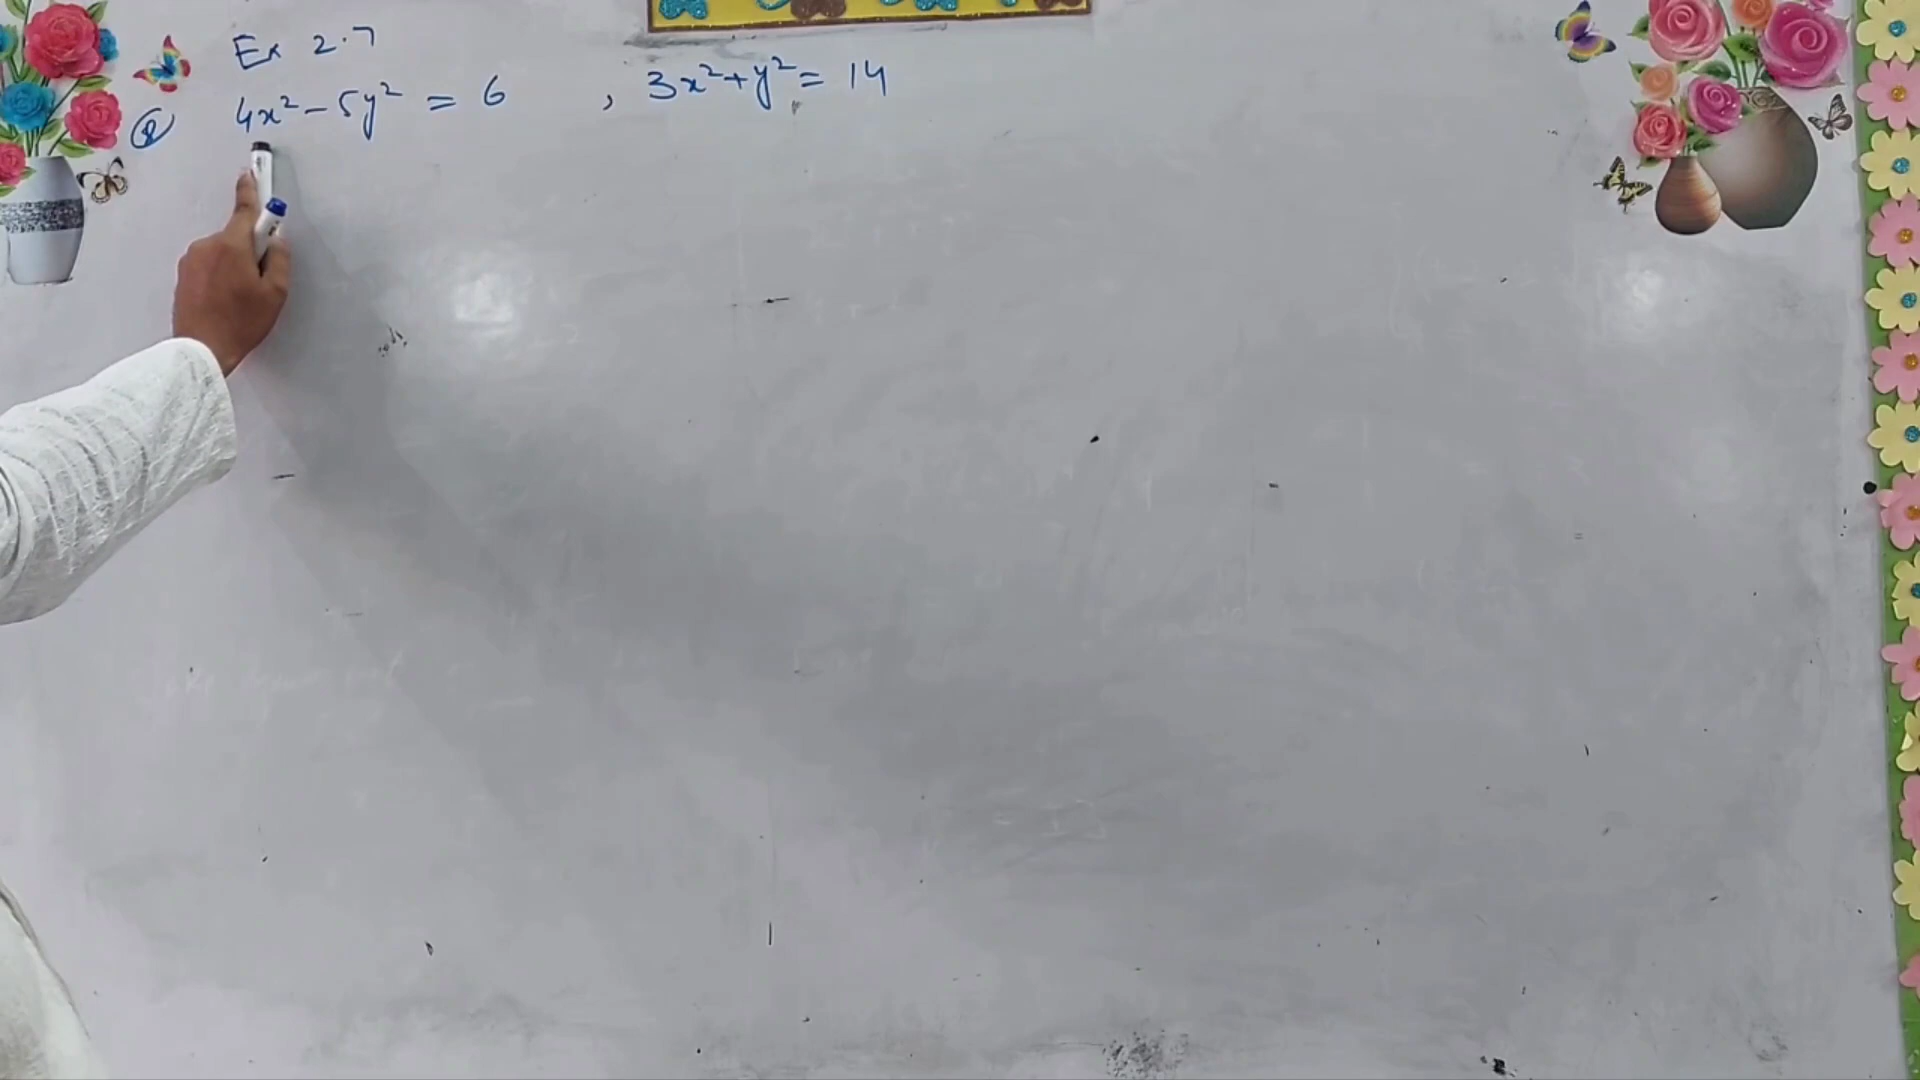 Ex 2.7
4x² - 5y² = 6 , 3x² + y² = 14